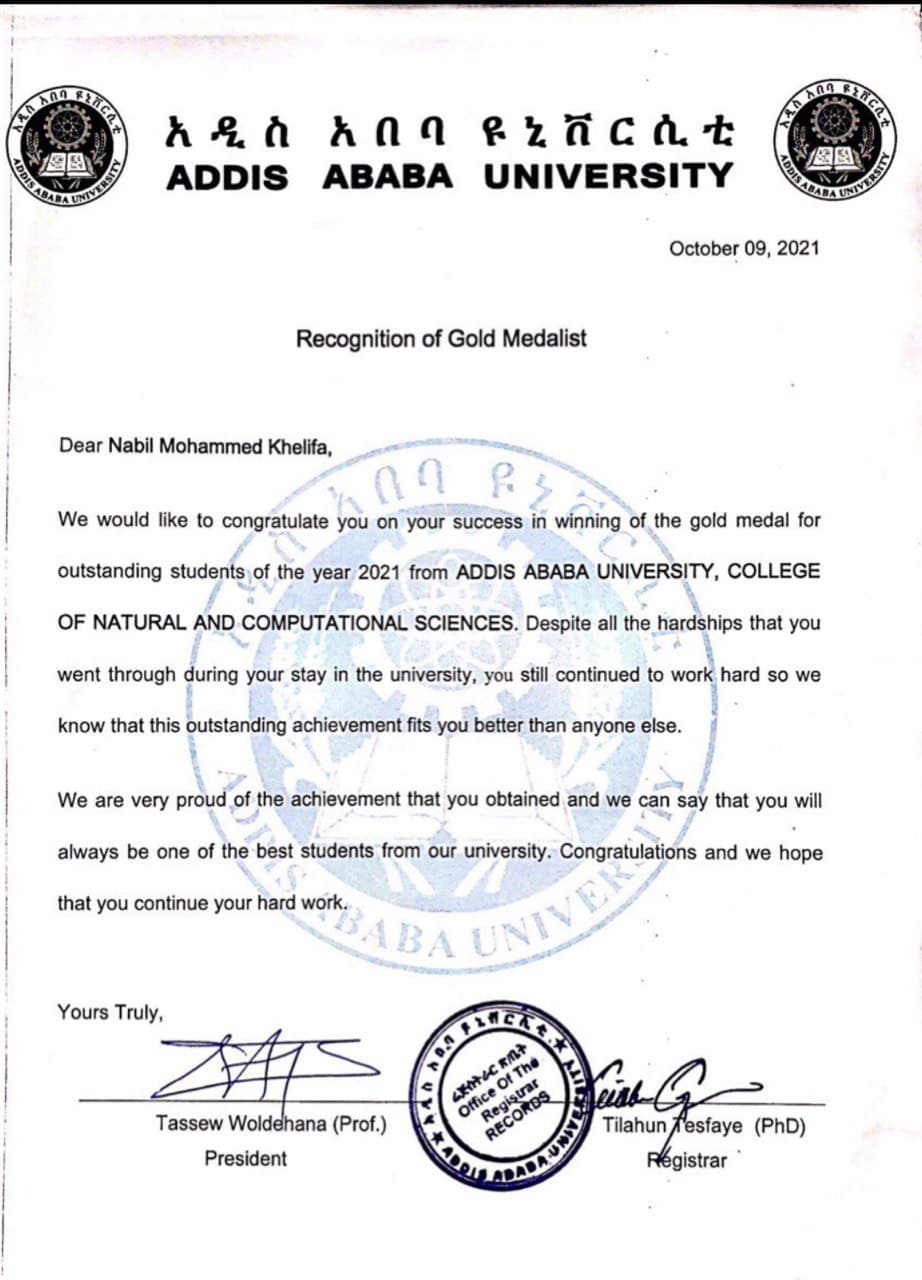 አዲስ አበባ ዩኒቨርሲቲ
ADDIS ABABA UNIVERSITY
አዲስ አበባ ዩኒቨርሲቲ
ADDIS ABABA UNIVERSITY
አዲስ አበባ ዩኒቨርሲቲ
ADDIS ABABA UNIVERSITY
October 09, 2021
Recognition of Gold Medalist
Dear Nabil Mohammed Khelifa,
We would like to congratulate you on your success in winning of the gold medal for
outstanding students of the year 2021 from ADDIS ABABA UNIVERSITY, COLLEGE
OF NATURAL AND COMPUTATIONAL SCIENCES. Despite all the hardships that you
went through during your stay in the university, you still continued to work hard so we
know that this outstanding achievement fits you better than anyone else.
We are very proud of the achievement that you obtained and we can say that you will
always be one of the best students from our university. Congratulations and we hope
that you continue your hard work.
አዲስ አበባ ዩኒቨርሲቲ
ADDIS ABABA UNIVERSITY
Yours Truly,
Tassew Woldehana (Prof.)
President
አዲስ አበባ ዩኒቨርሲቲ
Office Of The
Registrar
RECORDS
ADDIS ABABA UNIVERSITY
Tilahun Tesfaye (PhD)
Registrar